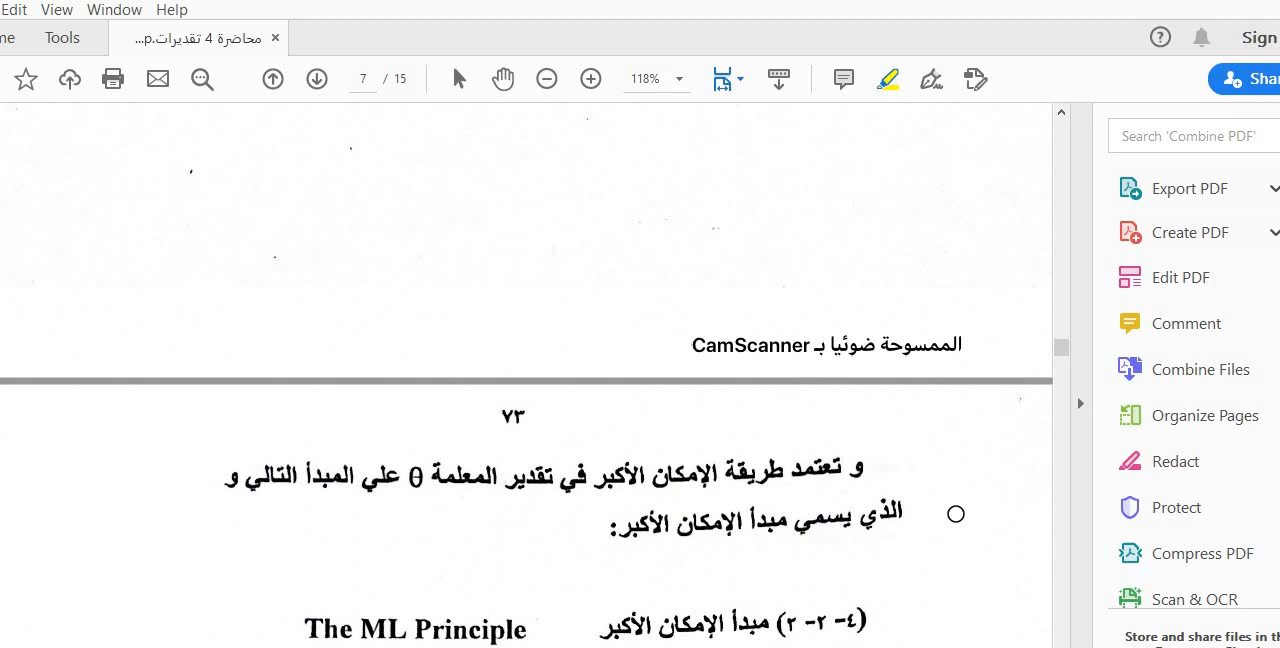 Edit View Window Help
me Tools
محاضرة 4 تقديرات.p... ×
7 / 15
118%
Sign
Shar
Search 'Combine PDF'
Export PDF
Create PDF
Edit PDF
Comment
Combine Files
Organize Pages
Redact
Protect
Compress PDF
Scan & OCR
Store and share files in th
الممسوحة ضوئيا بـ CamScanner
٧٣
و تعتمد طريقة الإمكان الأكبر في تقدير المعلمة θ علي المبدأ التالي و
الذي يسمي مبدأ الإمكان الأكبر:
(٤- ٢- ٢) مبدأ الإمكان الأكبر The ML Principle